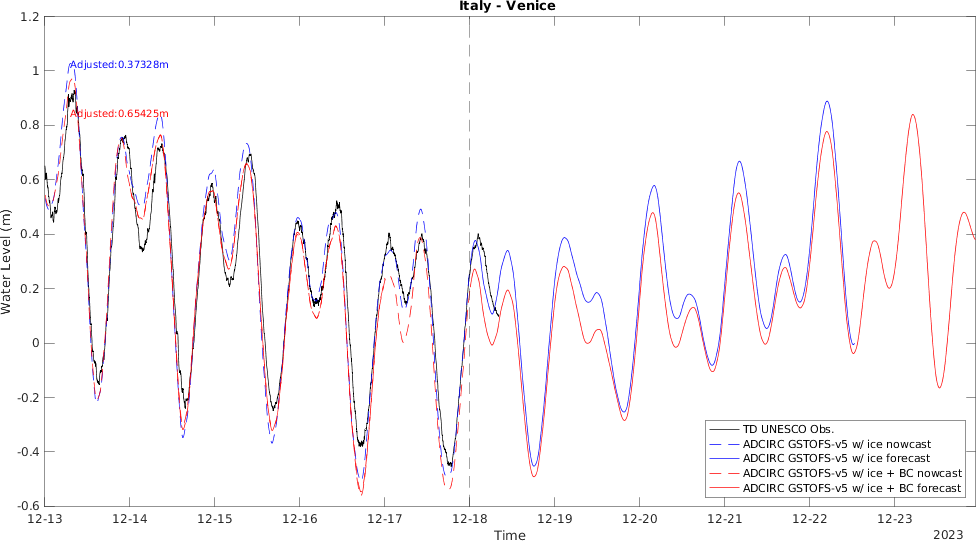 Italy - Venice
1.2
1
0.8
0.6
0.4
0.2
0
-0.2
-0.4
-0.6
Water Level (m)
Adjusted:0.37328m
Adjusted:0.65425m
TD UNESCO Obs.
ADCIRC GSTOFS-v5 w/ ice nowcast
ADCIRC GSTOFS-v5 w/ ice forecast
ADCIRC GSTOFS-v5 w/ ice + BC nowcast
ADCIRC GSTOFS-v5 w/ ice + BC forecast
12-13 12-14 12-15 12-16 12-17 12-18 12-19 12-20 12-21 12-22 12-23
Time
2023